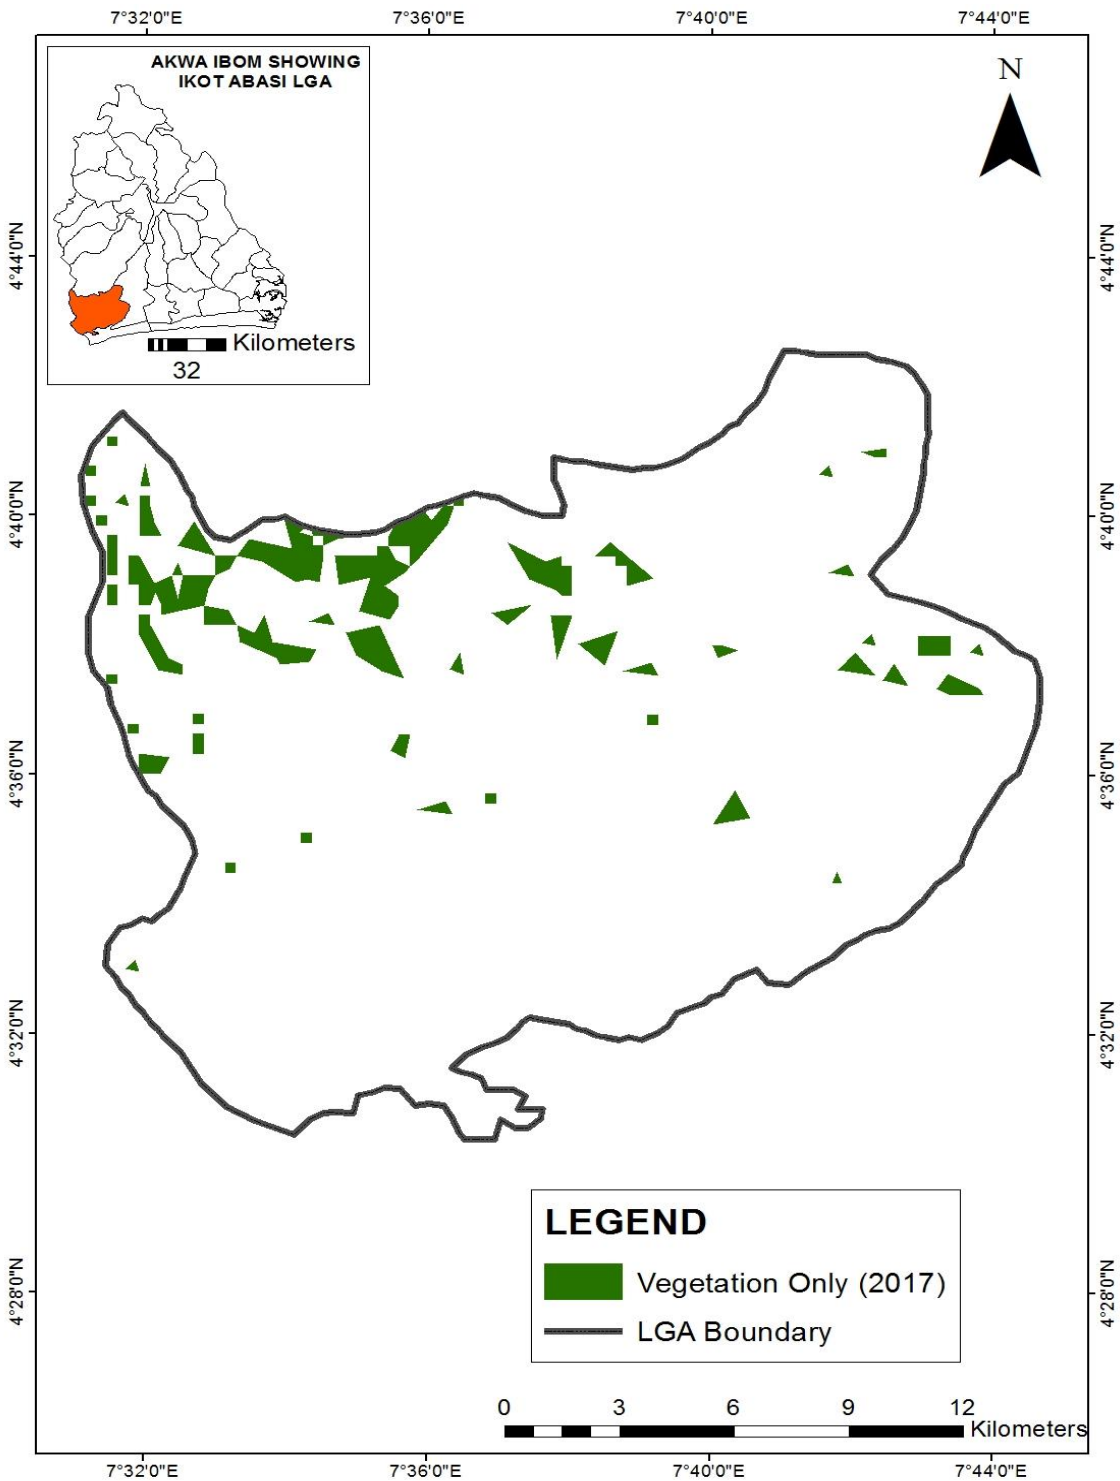 7°32'0"E 7°36'0"E 7°40'0"E 7°44'0"E
AKWA IBOM SHOWING
IKOT ABASI LGA
N
4°44'0"N 4°44'0"N
Kilometers
32
4°40'0"N 4°40'0"N
4°36'0"N 4°36'0"N
4°32'0"N 4°32'0"N
LEGEND
Vegetation Only (2017)
LGA Boundary
4°28'0"N 4°28'0"N
0 3 6 9 12
Kilometers
7°32'0"E 7°36'0"E 7°40'0"E 7°44'0"E